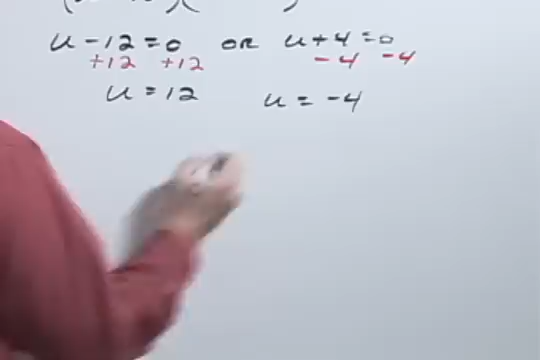 u - 12 = 0 OR u + 4 = 0
+12 +12 -4 -4
u = 12 u = -4